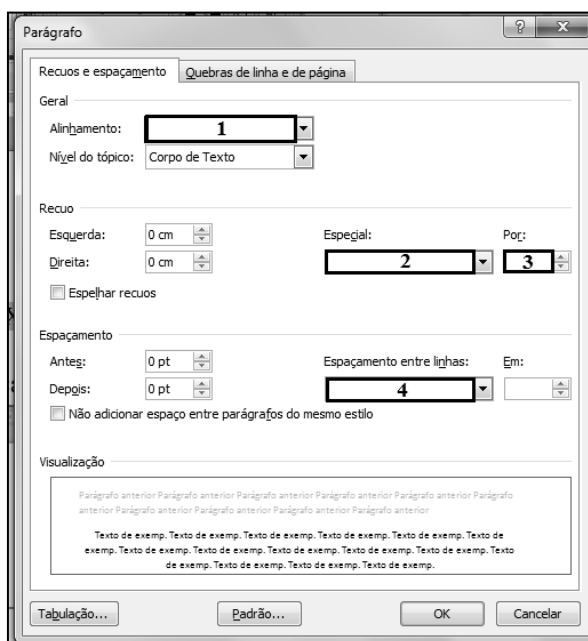 Parágrafo
Recuos e espaçamento Quebras de linha e de página
Geral
Alinhamento: 1
Nível do tópico: Corpo de Texto
Recuo
Esquerda: 0 cm Especial: Por:
Direita: 0 cm 2 3
Espelhar recuos
Espaçamento
Antes: 0 pt Espaçamento entre linhas: Em:
Depois: 0 pt 4
Não adicionar espaço entre parágrafos do mesmo estilo
Visualização
Parágrafo anterior Parágrafo anterior Parágrafo anterior Parágrafo anterior Parágrafo anterior Parágrafo
anterior Parágrafo anterior Parágrafo anterior Parágrafo anterior Parágrafo anterior
Texto de exemp. Texto de exemp. Texto de exemp. Texto de exemp. Texto de exemp. Texto de
exemp. Texto de exemp. Texto de exemp. Texto de exemp. Texto de exemp. Texto de exemp. Texto
de exemp. Texto de exemp. Texto de exemp. Texto de exemp.
Tabulação... Padrão... OK Cancelar